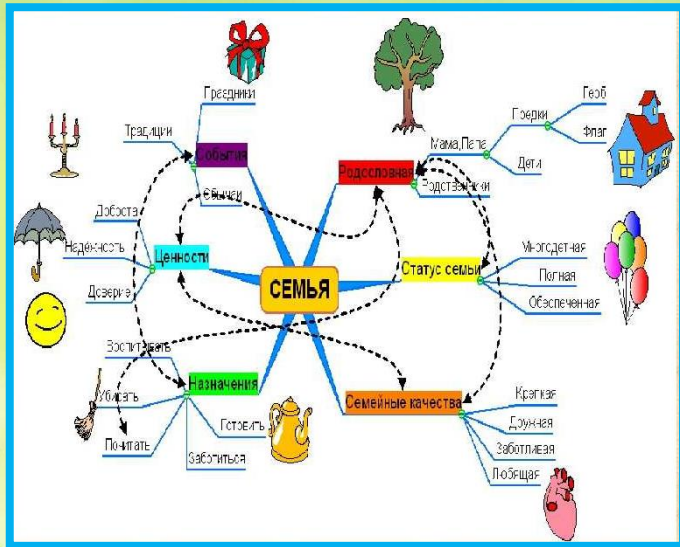 СЕМЬЯ
События
Праздники
Традиции
Обычаи
Родословная
Мама,Папа
Предки
Герб
Флаг
Дети
Родственники
Ценности
Доброта
Надёжность
Доверие
Статус семьи
Многодетная
Полная
Обеспеченная
Назначения
Воспитывать
Убирать
Почитать
Заботиться
Готовить
Семейные качества
Крепкая
Дружная
Заботливая
Любящая